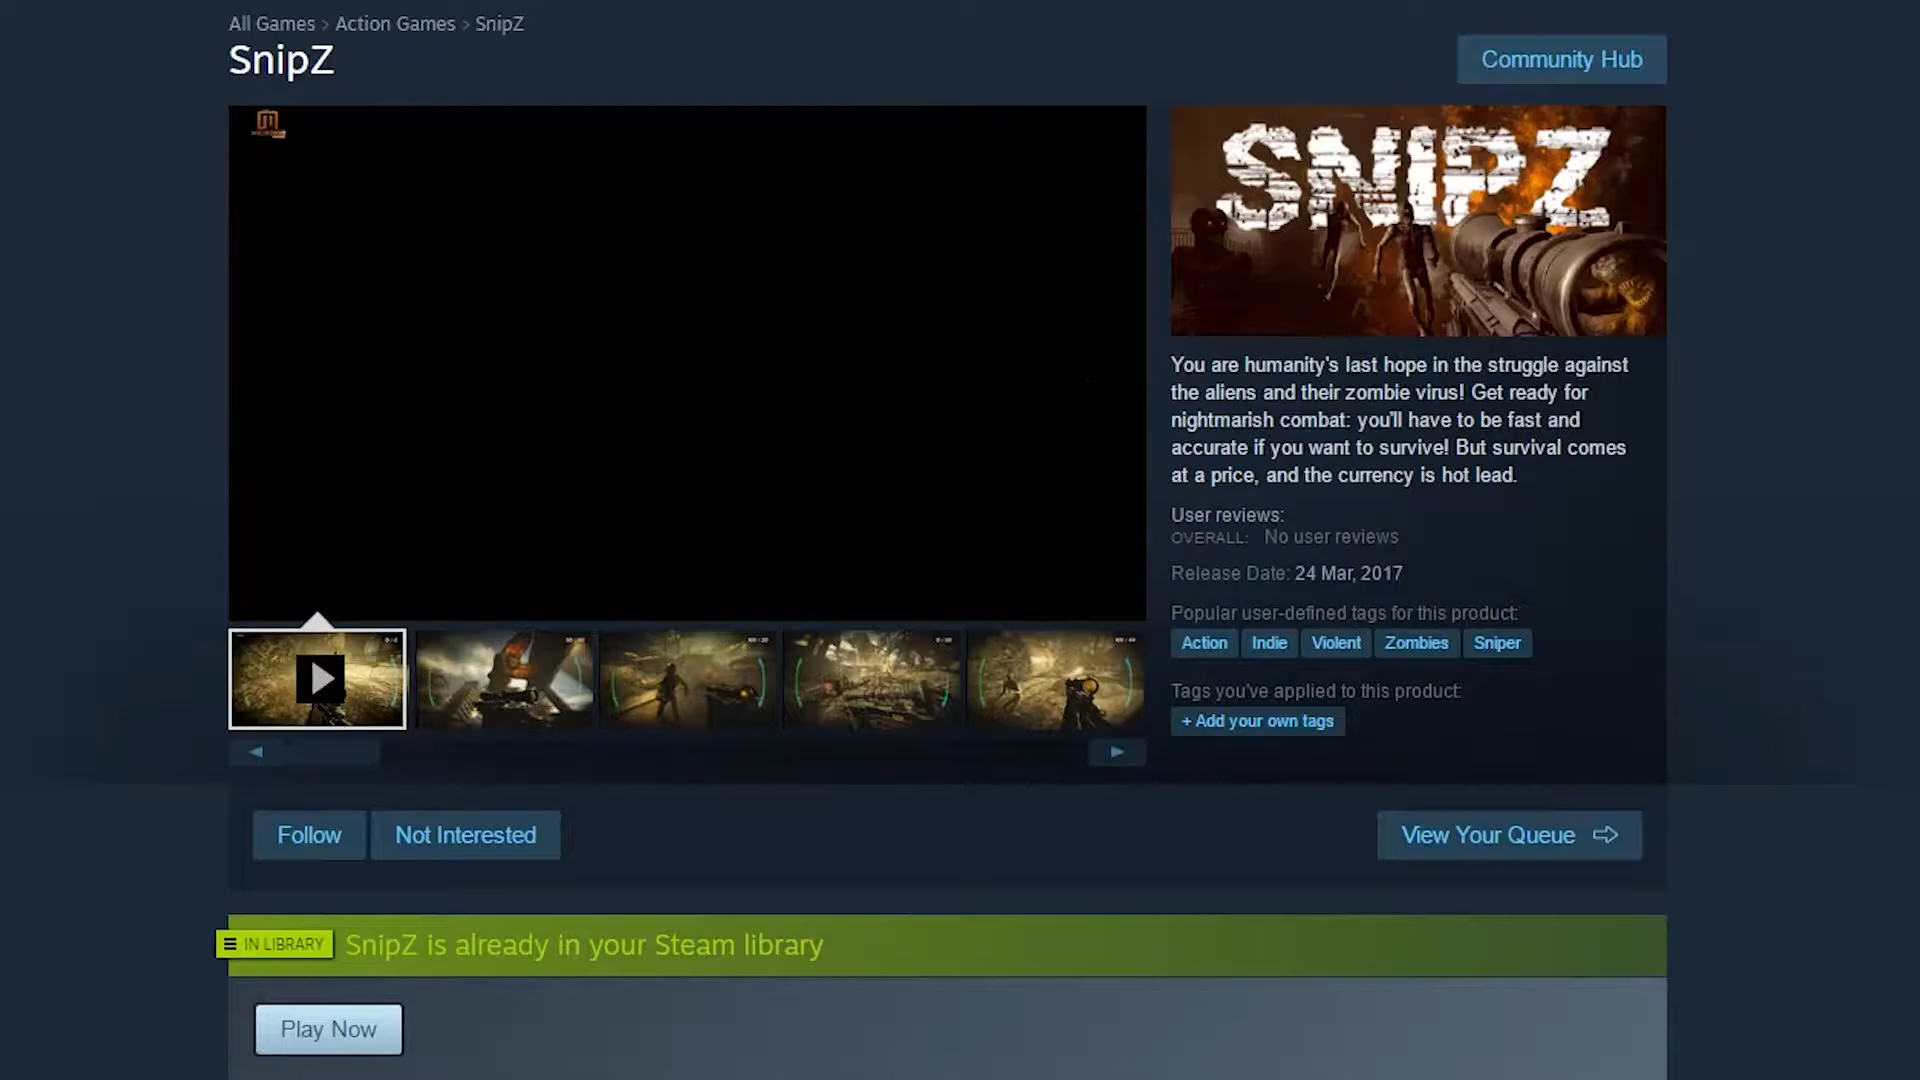 All Games > Action Games > SnipZ
SnipZ
Community Hub
SNIPZ
You are humanity's last hope in the struggle against
the aliens and their zombie virus! Get ready for
nightmarish combat: you'll have to be fast and
accurate if you want to survive! But survival comes
at a price, and the currency is hot lead.
User reviews:
OVERALL: No user reviews
Release Date: 24 Mar, 2017
Popular user-defined tags for this product:
Action Indie Violent Zombies Sniper
Tags you've applied to this product:
+ Add your own tags
Follow Not Interested
View Your Queue
IN LIBRARY SnipZ is already in your Steam library
Play Now